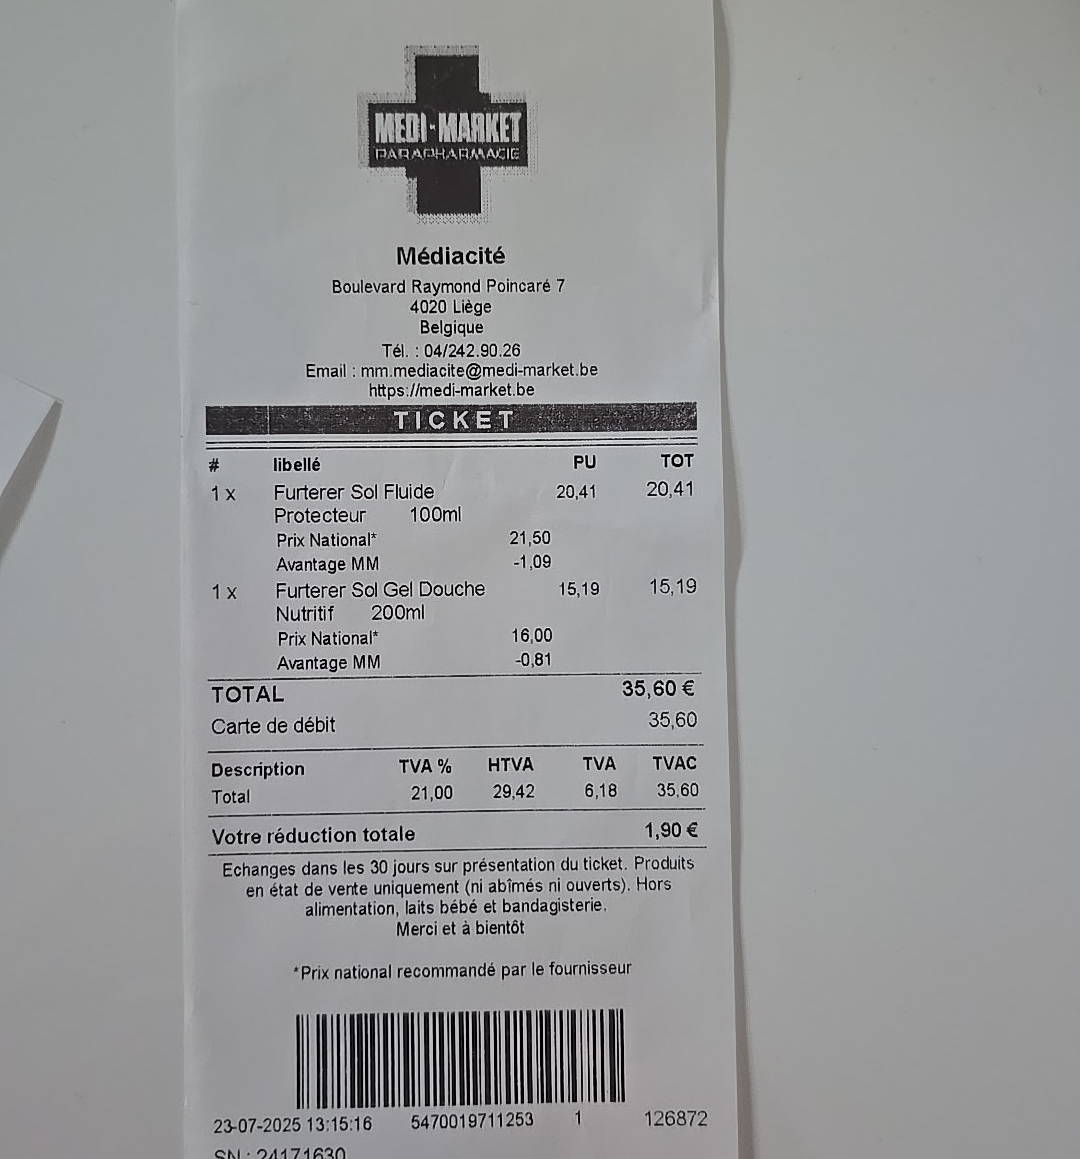 MEDI-MARKET
PARAPHARMACIE
Médiacité
Boulevard Raymond Poincaré 7
4020 Liège
Belgique
Tél. : 04/242.90.26
Email : mm.mediacite@medi-market.be
https://medi-market.be
TICKET
# libellé PU TOT
1 x Furterer Sol Fluide 20,41 20,41
Protecteur 100ml
Prix National* 21,50
Avantage MM -1,09
1 x Furterer Sol Gel Douche 15,19 15,19
Nutritif 200ml
Prix National* 16,00
Avantage MM -0,81
TOTAL 35,60 €
Carte de débit 35,60
Description TVA % HTVA TVA TVAC
Total 21,00 29,42 6,18 35,60
Votre réduction totale 1,90 €
Echanges dans les 30 jours sur présentation du ticket. Produits
en état de vente uniquement (ni abîmés ni ouverts). Hors
alimentation, laits bébé et bandagisterie.
Merci et à bientôt
*Prix national recommandé par le fournisseur
23-07-2025 13:15:16 5470019711253 1 126872
SN : 24171630